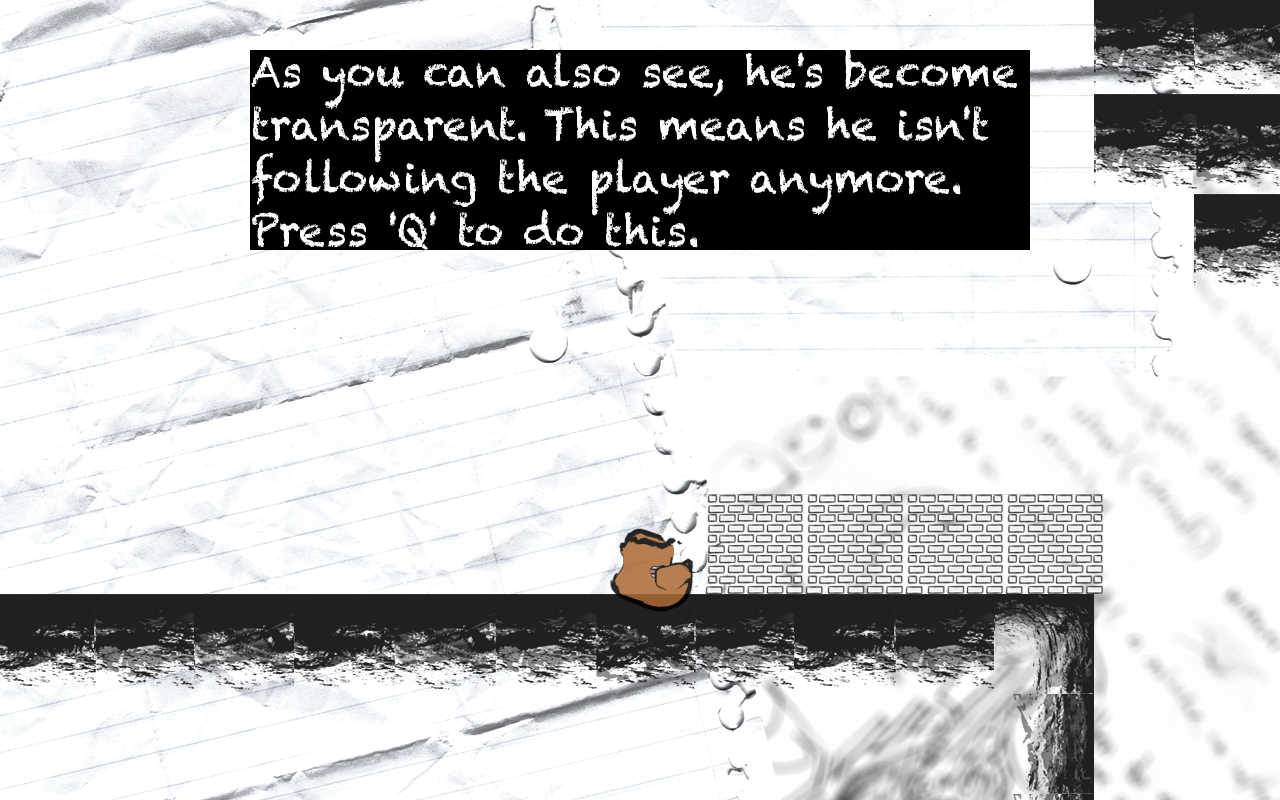 As you can also see, he's become
transparent. This means he isn't
following the player anymore.
Press 'Q' to do this.